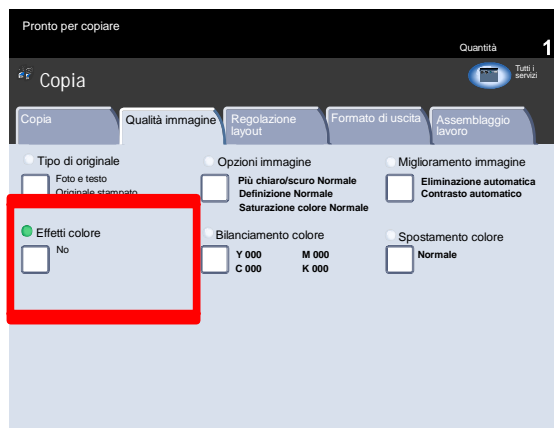 Pronto per copiare
Quantità 1
Copia
Tutti i
servizi
Copia
Qualità immagine
Regolazione
layout
Formato di uscita
Assemblaggio
lavoro
Tipo di originale
Foto e testo
Originale stampato
Opzioni immagine
Più chiaro/scuro Normale
Definizione Normale
Saturazione colore Normale
Miglioramento immagine
Eliminazione automatica
Contrasto automatico
Effetti colore
No
Bilanciamento colore
Y 000 M 000
C 000 K 000
Spostamento colore
Normale